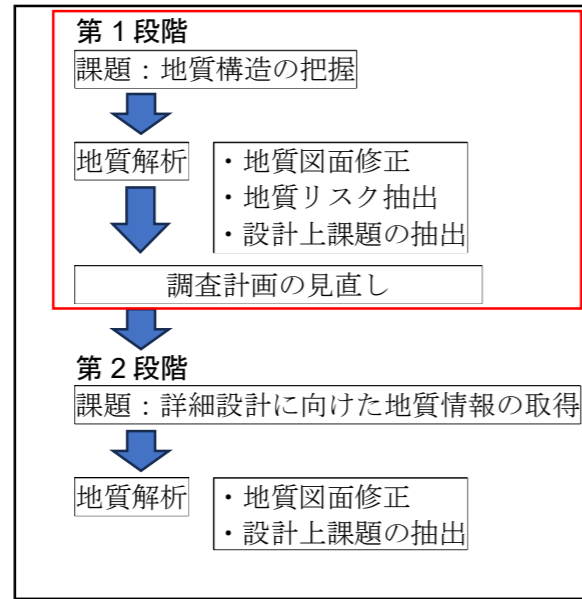 第１段階
課題：地質構造の把握
地質解析
・地質図面修正
・地質リスク抽出
・設計上課題の抽出
調査計画の見直し
第２段階
課題：詳細設計に向けた地質情報の取得
地質解析
・地質図面修正
・設計上課題の抽出